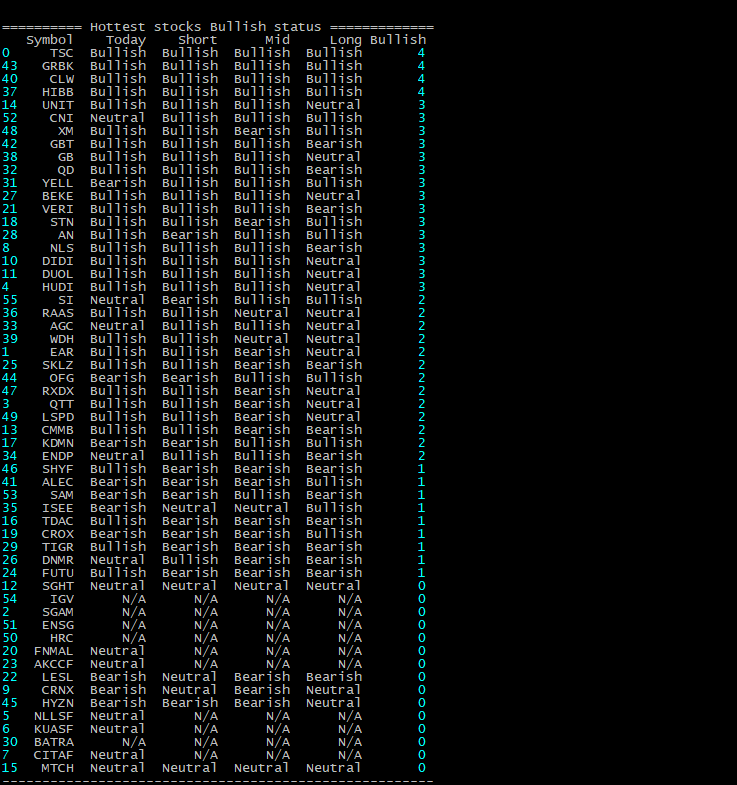 ========== Hottest stocks Bullish status =============
Symbol Today Short Mid Long Bullish
0 TSC Bullish Bullish Bullish Bullish 4
43 GRBK Bullish Bullish Bullish Bullish 4
40 CLW Bullish Bullish Bullish Bullish 4
37 HIBB Bullish Bullish Bullish Bullish 4
14 UNIT Bullish Bullish Bullish Neutral 3
52 CNI Neutral Bullish Bullish Bullish 3
48 XM Bullish Bullish Bearish Bullish 3
42 GBT Bullish Bullish Bullish Bearish 3
38 GB Bullish Bullish Bullish Neutral 3
32 QD Bullish Bullish Bullish Bearish 3
31 YELL Bearish Bullish Bullish Bullish 3
27 BEKE Bullish Bullish Bullish Neutral 3
21 VERI Bullish Bullish Bullish Bearish 3
18 STN Bullish Bullish Bearish Bullish 3
28 AN Bullish Bearish Bullish Bullish 3
8 NLS Bullish Bullish Bullish Bearish 3
10 DIDI Bullish Bullish Bullish Neutral 3
11 DUOL Bullish Bullish Bullish Neutral 3
4 HUDI Bullish Bullish Bullish Neutral 3
55 SI Neutral Bearish Bullish Bullish 2
36 RAAS Bullish Bullish Neutral Neutral 2
33 AGC Neutral Bullish Bullish Neutral 2
39 WDH Bullish Bullish Neutral Neutral 2
1 EAR Bullish Bullish Bearish Neutral 2
25 SKLZ Bullish Bullish Bearish Bearish 2
44 OFG Bearish Bearish Bullish Bullish 2
47 RXDX Bullish Bullish Bearish Neutral 2
3 QTT Bullish Bullish Bearish Neutral 2
49 LSPD Bullish Bullish Bearish Neutral 2
13 CMMB Bullish Bullish Bearish Bearish 2
17 KDMN Bearish Bearish Bullish Bullish 2
34 ENDP Neutral Bullish Bullish Bearish 2
46 SHYF Bullish Bearish Bearish Bearish 1
41 ALEC Bearish Bearish Bearish Bullish 1
53 SAM Bearish Bearish Bullish Bearish 1
35 ISEE Bearish Neutral Neutral Bullish 1
16 TDAC Bullish Bearish Bearish Bearish 1
19 CROX Bearish Bearish Bearish Bullish 1
29 TIGR Bullish Bearish Bearish Bearish 1
26 DNMR Neutral Bullish Bearish Bearish 1
24 FUTU Bullish Bearish Bearish Bearish 1
12 SGHT Neutral Neutral Neutral Neutral 0
54 IGV N/A N/A N/A N/A 0
2 SGAM N/A N/A N/A N/A 0
51 ENSG N/A N/A N/A N/A 0
50 HRC N/A N/A N/A N/A 0
20 FNMAL Neutral N/A N/A N/A 0
23 AKCCF Neutral N/A N/A N/A 0
22 LESL Bearish Neutral Bearish Bearish 0
9 CRNX Bearish Neutral Bearish Neutral 0
45 HYZN Bearish Bearish Bearish Neutral 0
5 NLLSF Neutral N/A N/A N/A 0
6 KUASF Neutral N/A N/A N/A 0
30 BATRA N/A N/A N/A N/A 0
7 CITAF Neutral N/A N/A N/A 0
15 MTCH Neutral Neutral Neutral Neutral 0
------------------------------------------------------